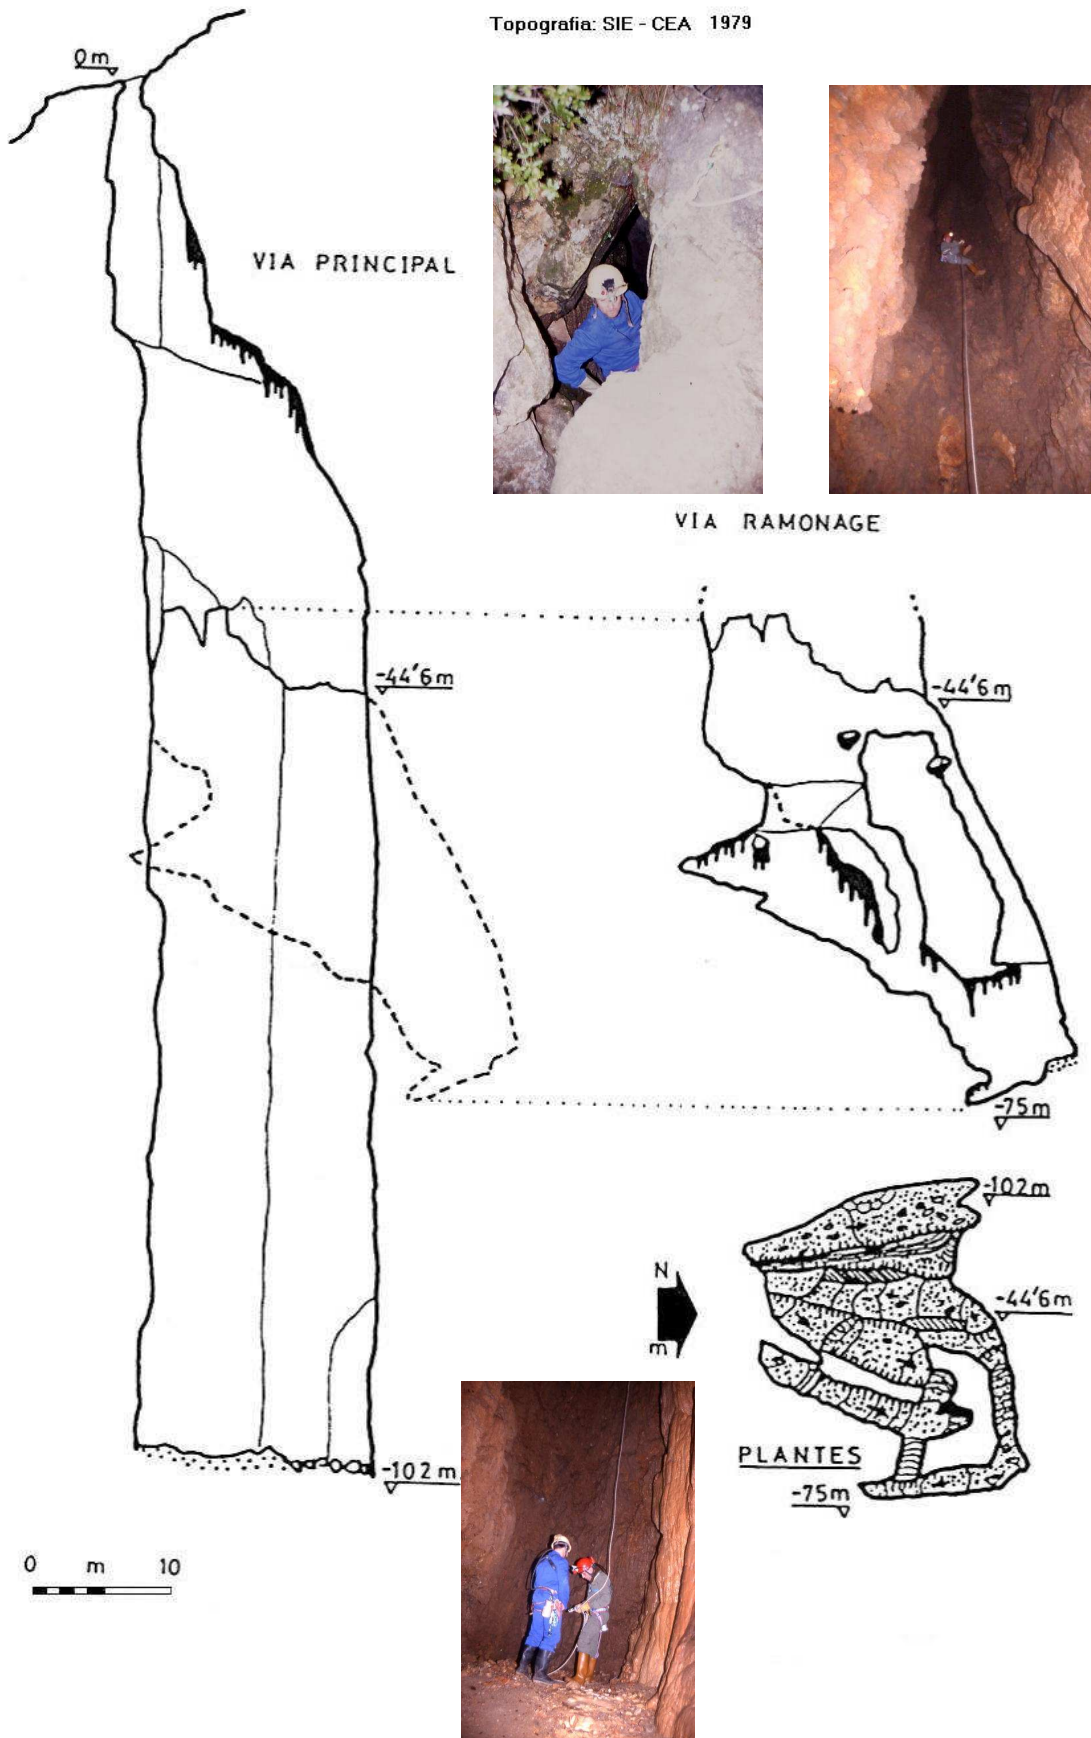 Topografia: SIE - CEA 1979
0m
VIA PRINCIPAL
VIA RAMONAGE
-44'6m
-44'6m
-75m
-102m
N
m
-44'6m
PLANTES
-75m
-102m
0 m 10